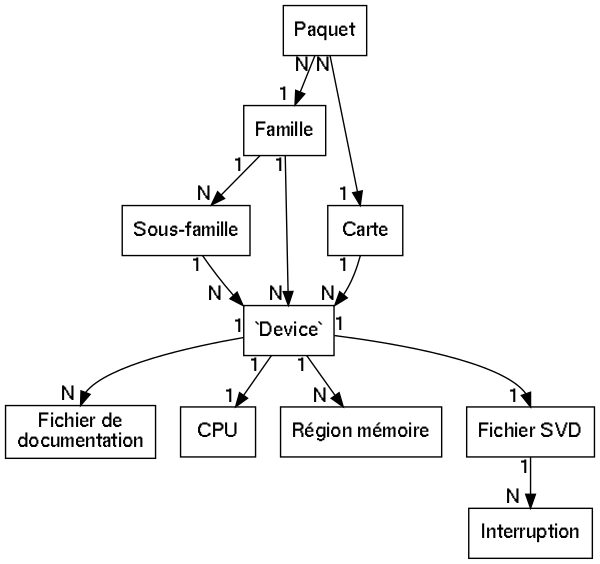 Paquet
N N
1
Famille
1 1
N
1
Sous-famille
Carte
1
1
N
N
N
1
`Device`
1
1
1
N
1
N
1
Fichier de
documentation
CPU
Région mémoire
Fichier SVD
1
N
Interruption